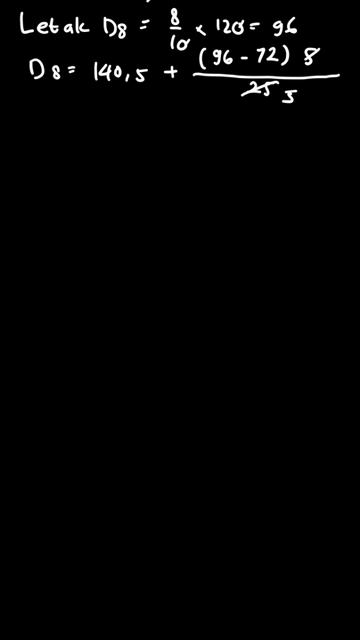 Letak D8 = 8/10 × 120 = 96
D8 = 140,5 + (96 - 72) 8 / 25 5